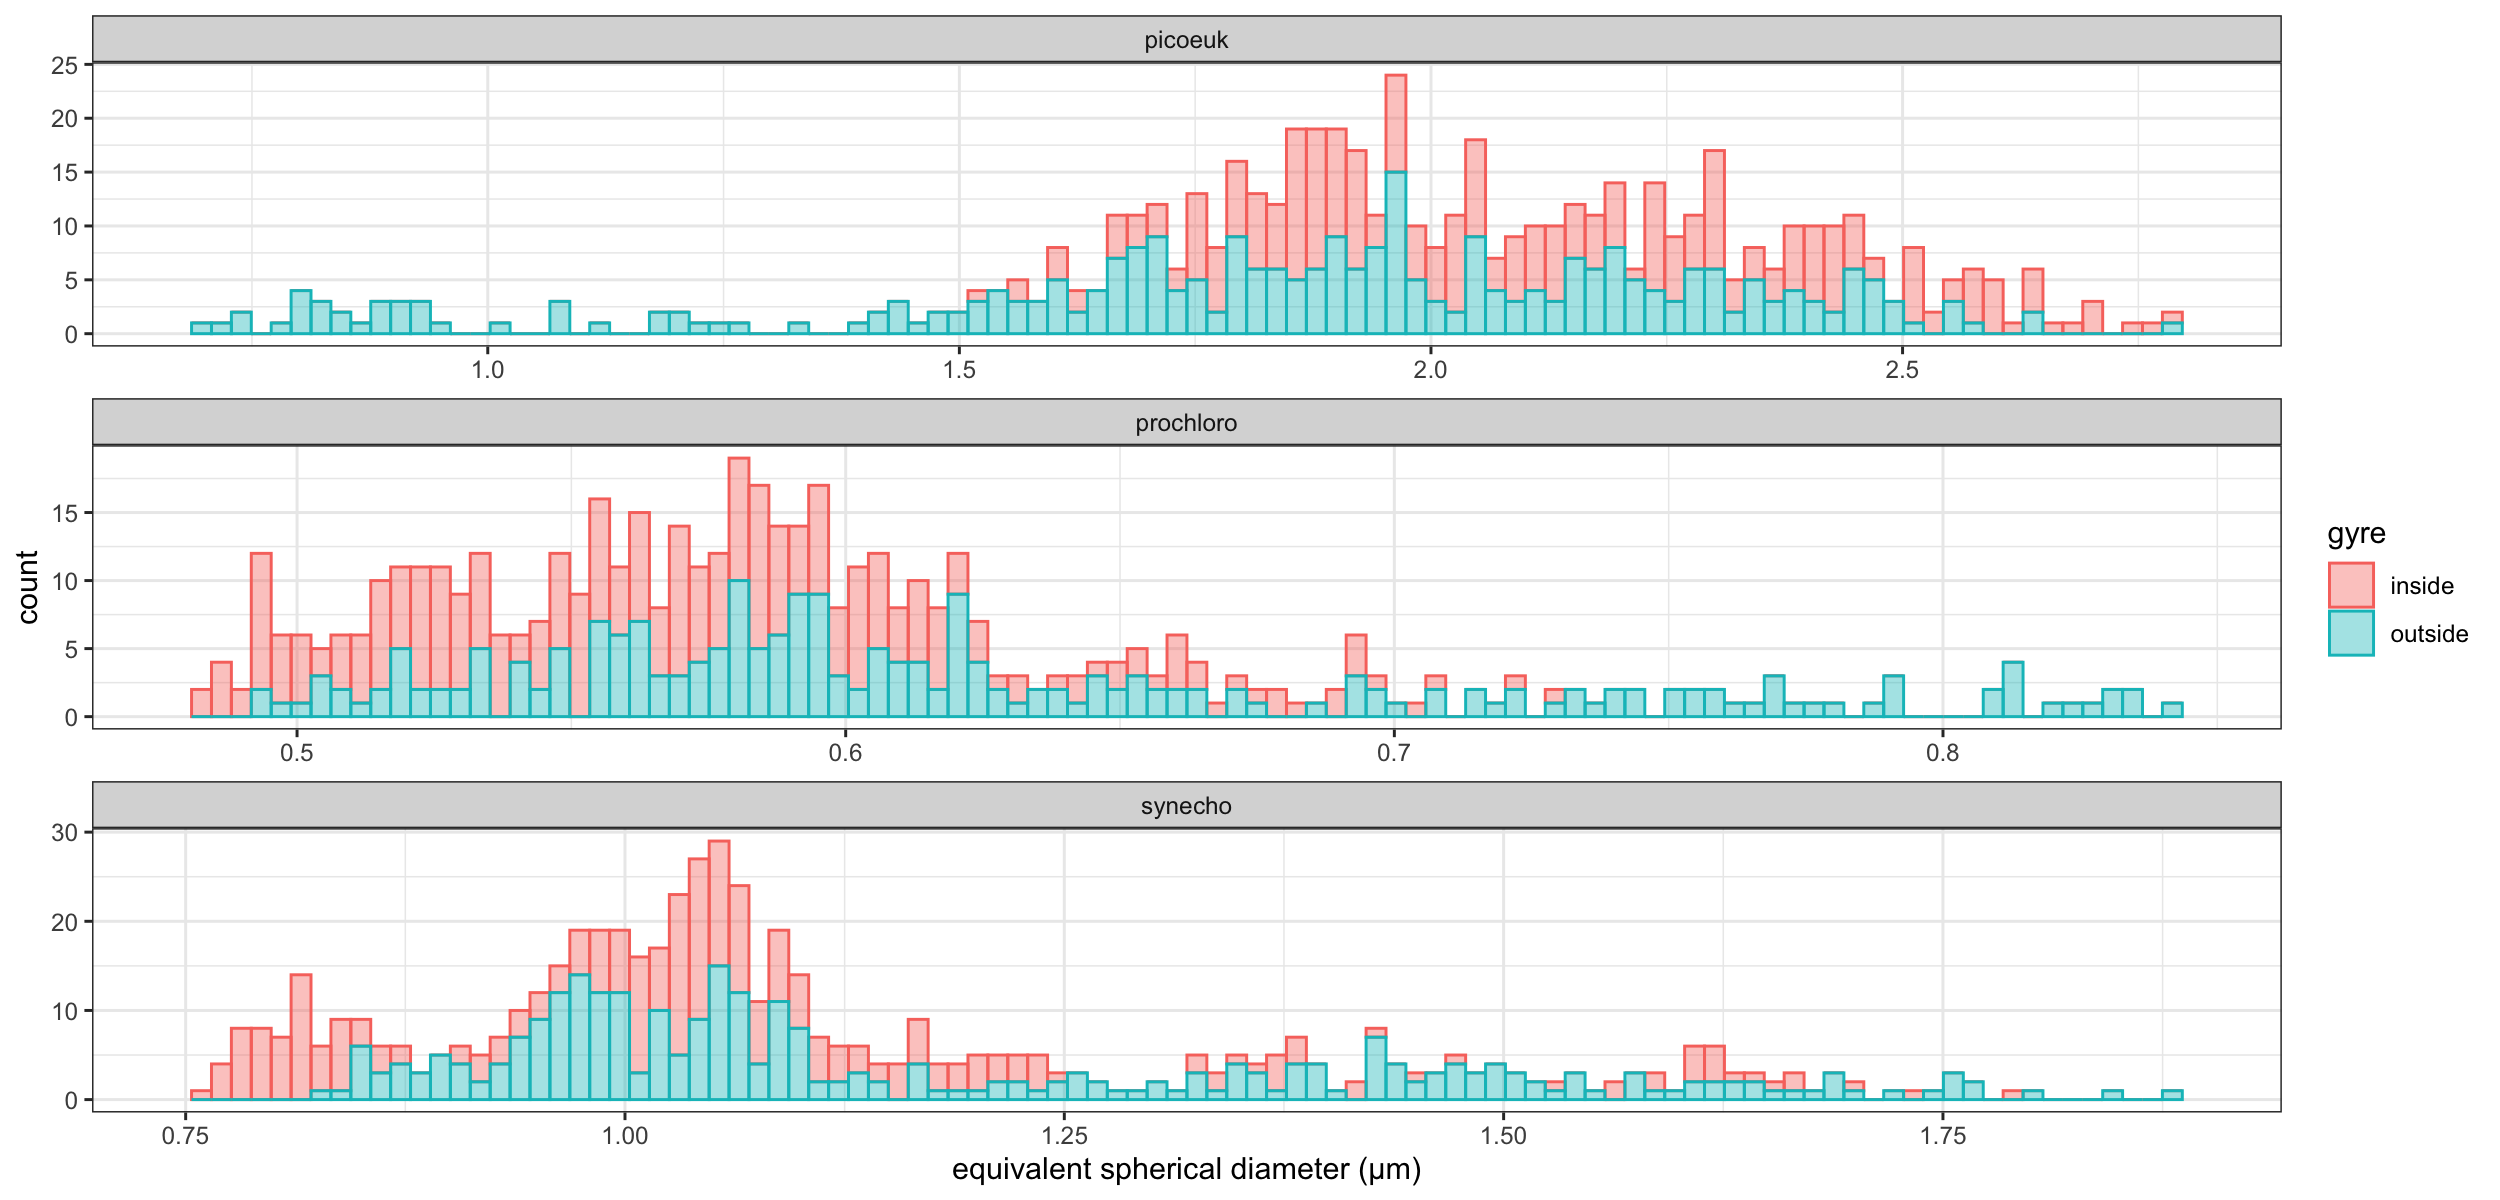 picoeuk
25
20
15
10
5
0
1.0 1.5 2.0 2.5
prochloro
15
10
5
0
0.5 0.6 0.7 0.8
synecho
30
20
10
0
0.75 1.00 1.25 1.50 1.75
equivalent spherical diameter (μm)
count
gyre
inside
outside